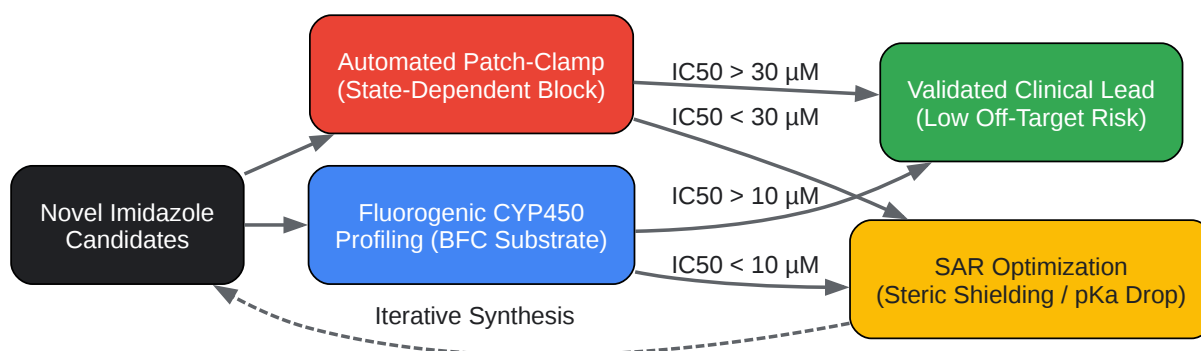 Novel Imidazole
Candidates
Automated Patch-Clamp
(State-Dependent Block)
Fluorogenic CYP450
Profiling (BFC Substrate)
IC50 > 30 µM
IC50 < 30 µM
IC50 > 10 µM
IC50 < 10 µM
Validated Clinical Lead
(Low Off-Target Risk)
SAR Optimization
(Steric Shielding / pKa Drop)
Iterative Synthesis